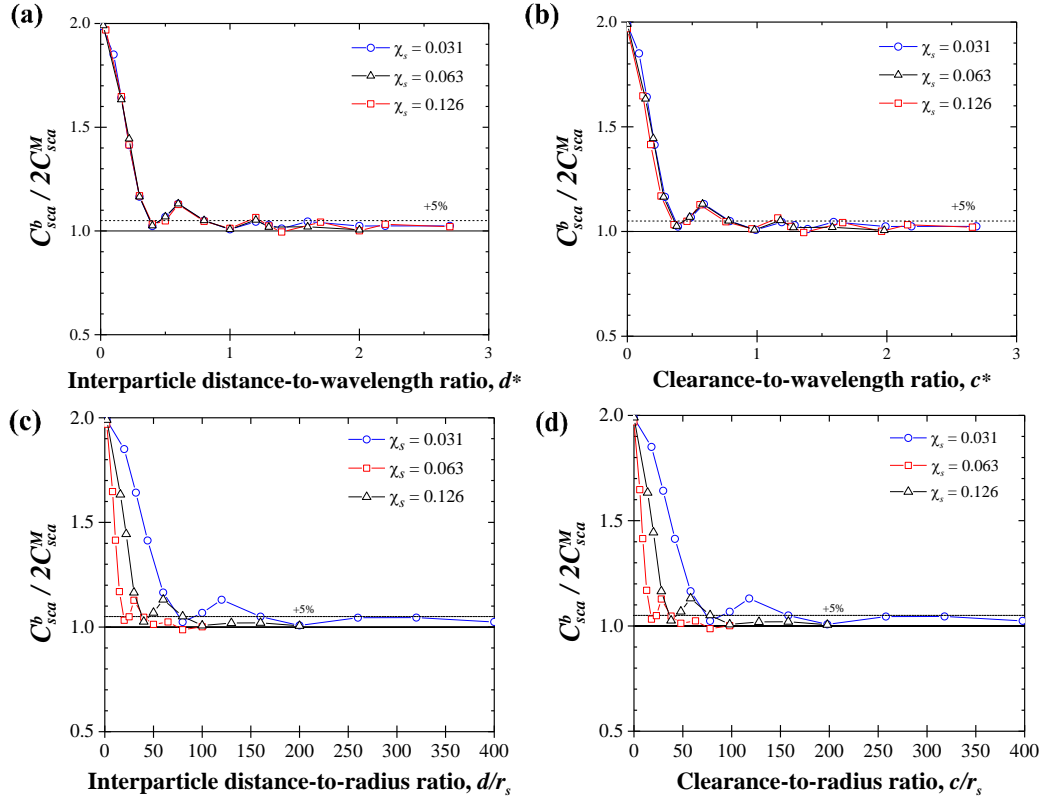 (a)
2.0
1.5
1.0
0.5
C^b_sca / 2C^M_sca
χ_s = 0.031
χ_s = 0.063
χ_s = 0.126
+5%
0 1 2 3
Interparticle distance-to-wavelength ratio, d*
(b)
2.0
1.5
1.0
0.5
C^b_sca / 2C^M_sca
χ_s = 0.031
χ_s = 0.063
χ_s = 0.126
+5%
0 1 2 3
Clearance-to-wavelength ratio, c*
(c)
2.0
1.5
1.0
0.5
C^b_sca / 2C^M_sca
χ_s = 0.031
χ_s = 0.063
χ_s = 0.126
+5%
0 50 100 150 200 250 300 350 400
Interparticle distance-to-radius ratio, d/r_s
(d)
2.0
1.5
1.0
0.5
C^b_sca / 2C^M_sca
χ_s = 0.031
χ_s = 0.063
χ_s = 0.126
+5%
0 50 100 150 200 250 300 350 400
Clearance-to-radius ratio, c/r_s